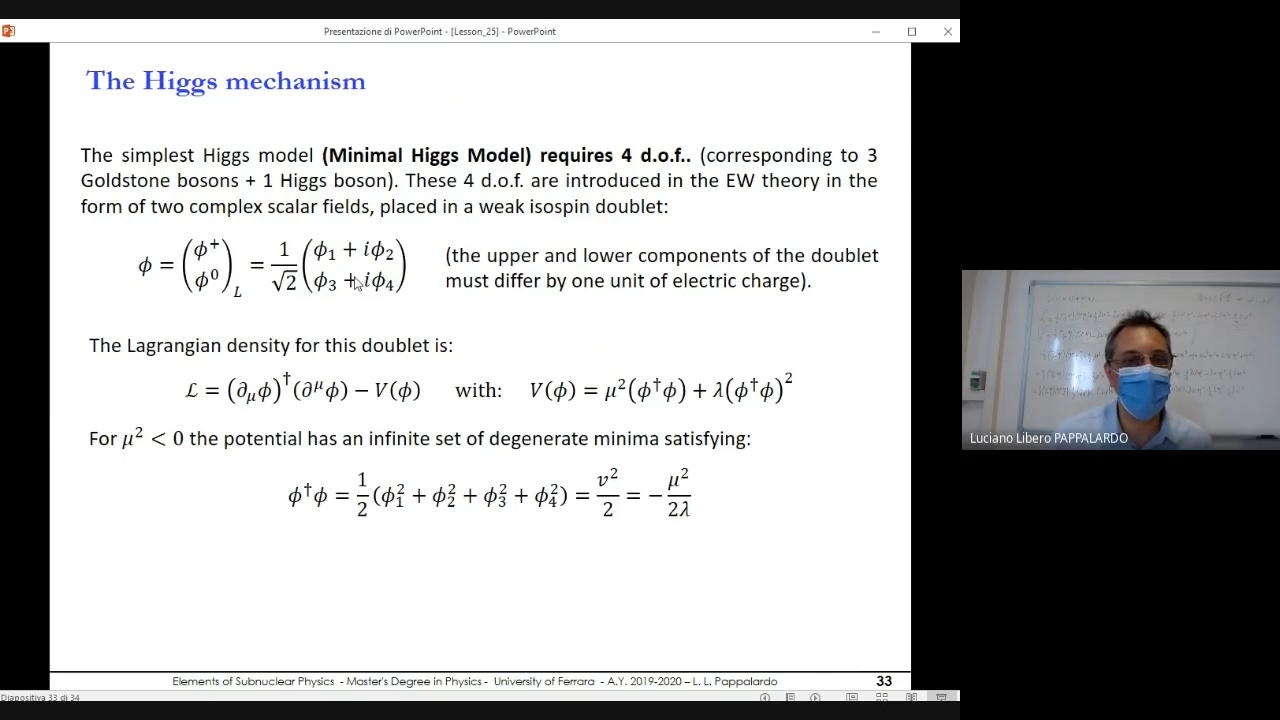 Presentazione di PowerPoint - [Lesson_25] - PowerPoint
The Higgs mechanism
The simplest Higgs model (Minimal Higgs Model) requires 4 d.o.f.. (corresponding to 3
Goldstone bosons + 1 Higgs boson). These 4 d.o.f. are introduced in the EW theory in the
form of two complex scalar fields, placed in a weak isospin doublet:
ϕ = (ϕ⁺ ϕ⁰)_L = 1/√2 (ϕ₁ + iϕ₂ ϕ₃ + iϕ₄)
(the upper and lower components of the doublet
must differ by one unit of electric charge).
The Lagrangian density for this doublet is:
ℒ = (∂_μϕ)†(∂^μϕ) − V(ϕ) with: V(ϕ) = μ²(ϕ†ϕ) + λ(ϕ†ϕ)²
For μ² < 0 the potential has an infinite set of degenerate minima satisfying:
ϕ†ϕ = 1/2 (ϕ₁² + ϕ₂² + ϕ₃² + ϕ₄²) = v²/2 = − μ²/2λ
Elements of Subnuclear Physics - Master's Degree in Physics - University of Ferrara - A.Y. 2019-2020 – L. L. Pappalardo 33
Diapositiva 33 di 34
Luciano Libero PAPPALARDO